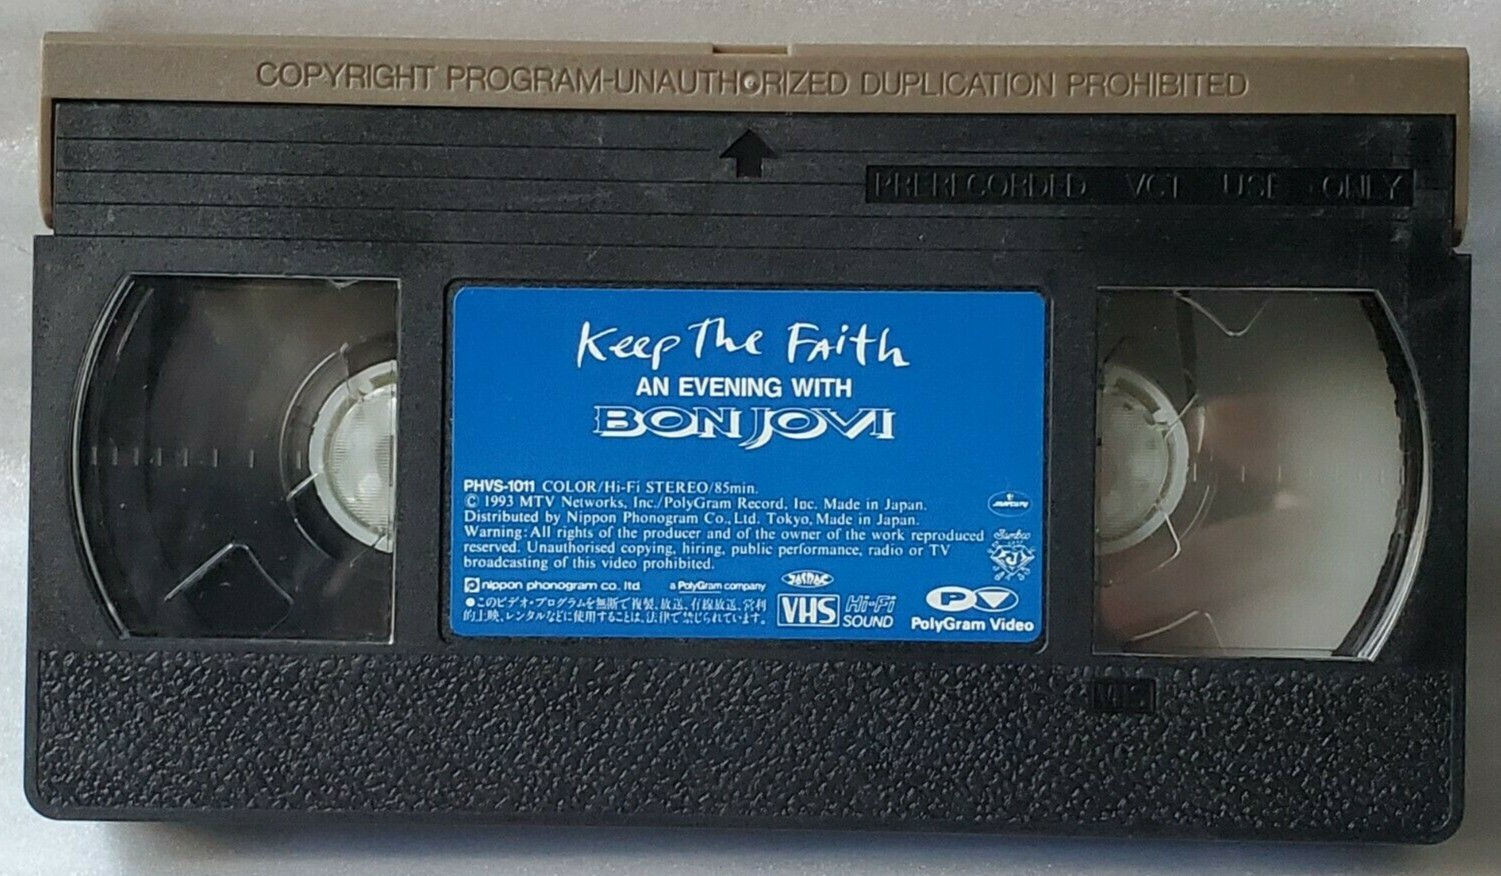 COPYRIGHT PROGRAM-UNAUTHORIZED DUPLICATION PROHIBITED
PRERECORDED VCT USE ONLY
Keep The Faith
AN EVENING WITH
BON JOVI
PHVS-1011 COLOR/Hi-Fi STEREO/85min.
© 1993 MTV Networks, Inc./PolyGram Record, Inc. Made in Japan.
Distributed by Nippon Phonogram Co., Ltd. Tokyo, Made in Japan.
Warning: All rights of the producer and of the owner of the work reproduced
reserved. Unauthorised copying, hiring, public performance, radio or TV
broadcasting of this video prohibited.
mercury
Jambco
nippon phonogram co. ltd. a PolyGram company
●このビデオ・プログラムを無断で複製、放送、有線放送、営利
的上映、レンタルなどに使用することは、法律で禁じられています。
JASRAC
VHS Hi-Fi
SOUND
P
PolyGram Video